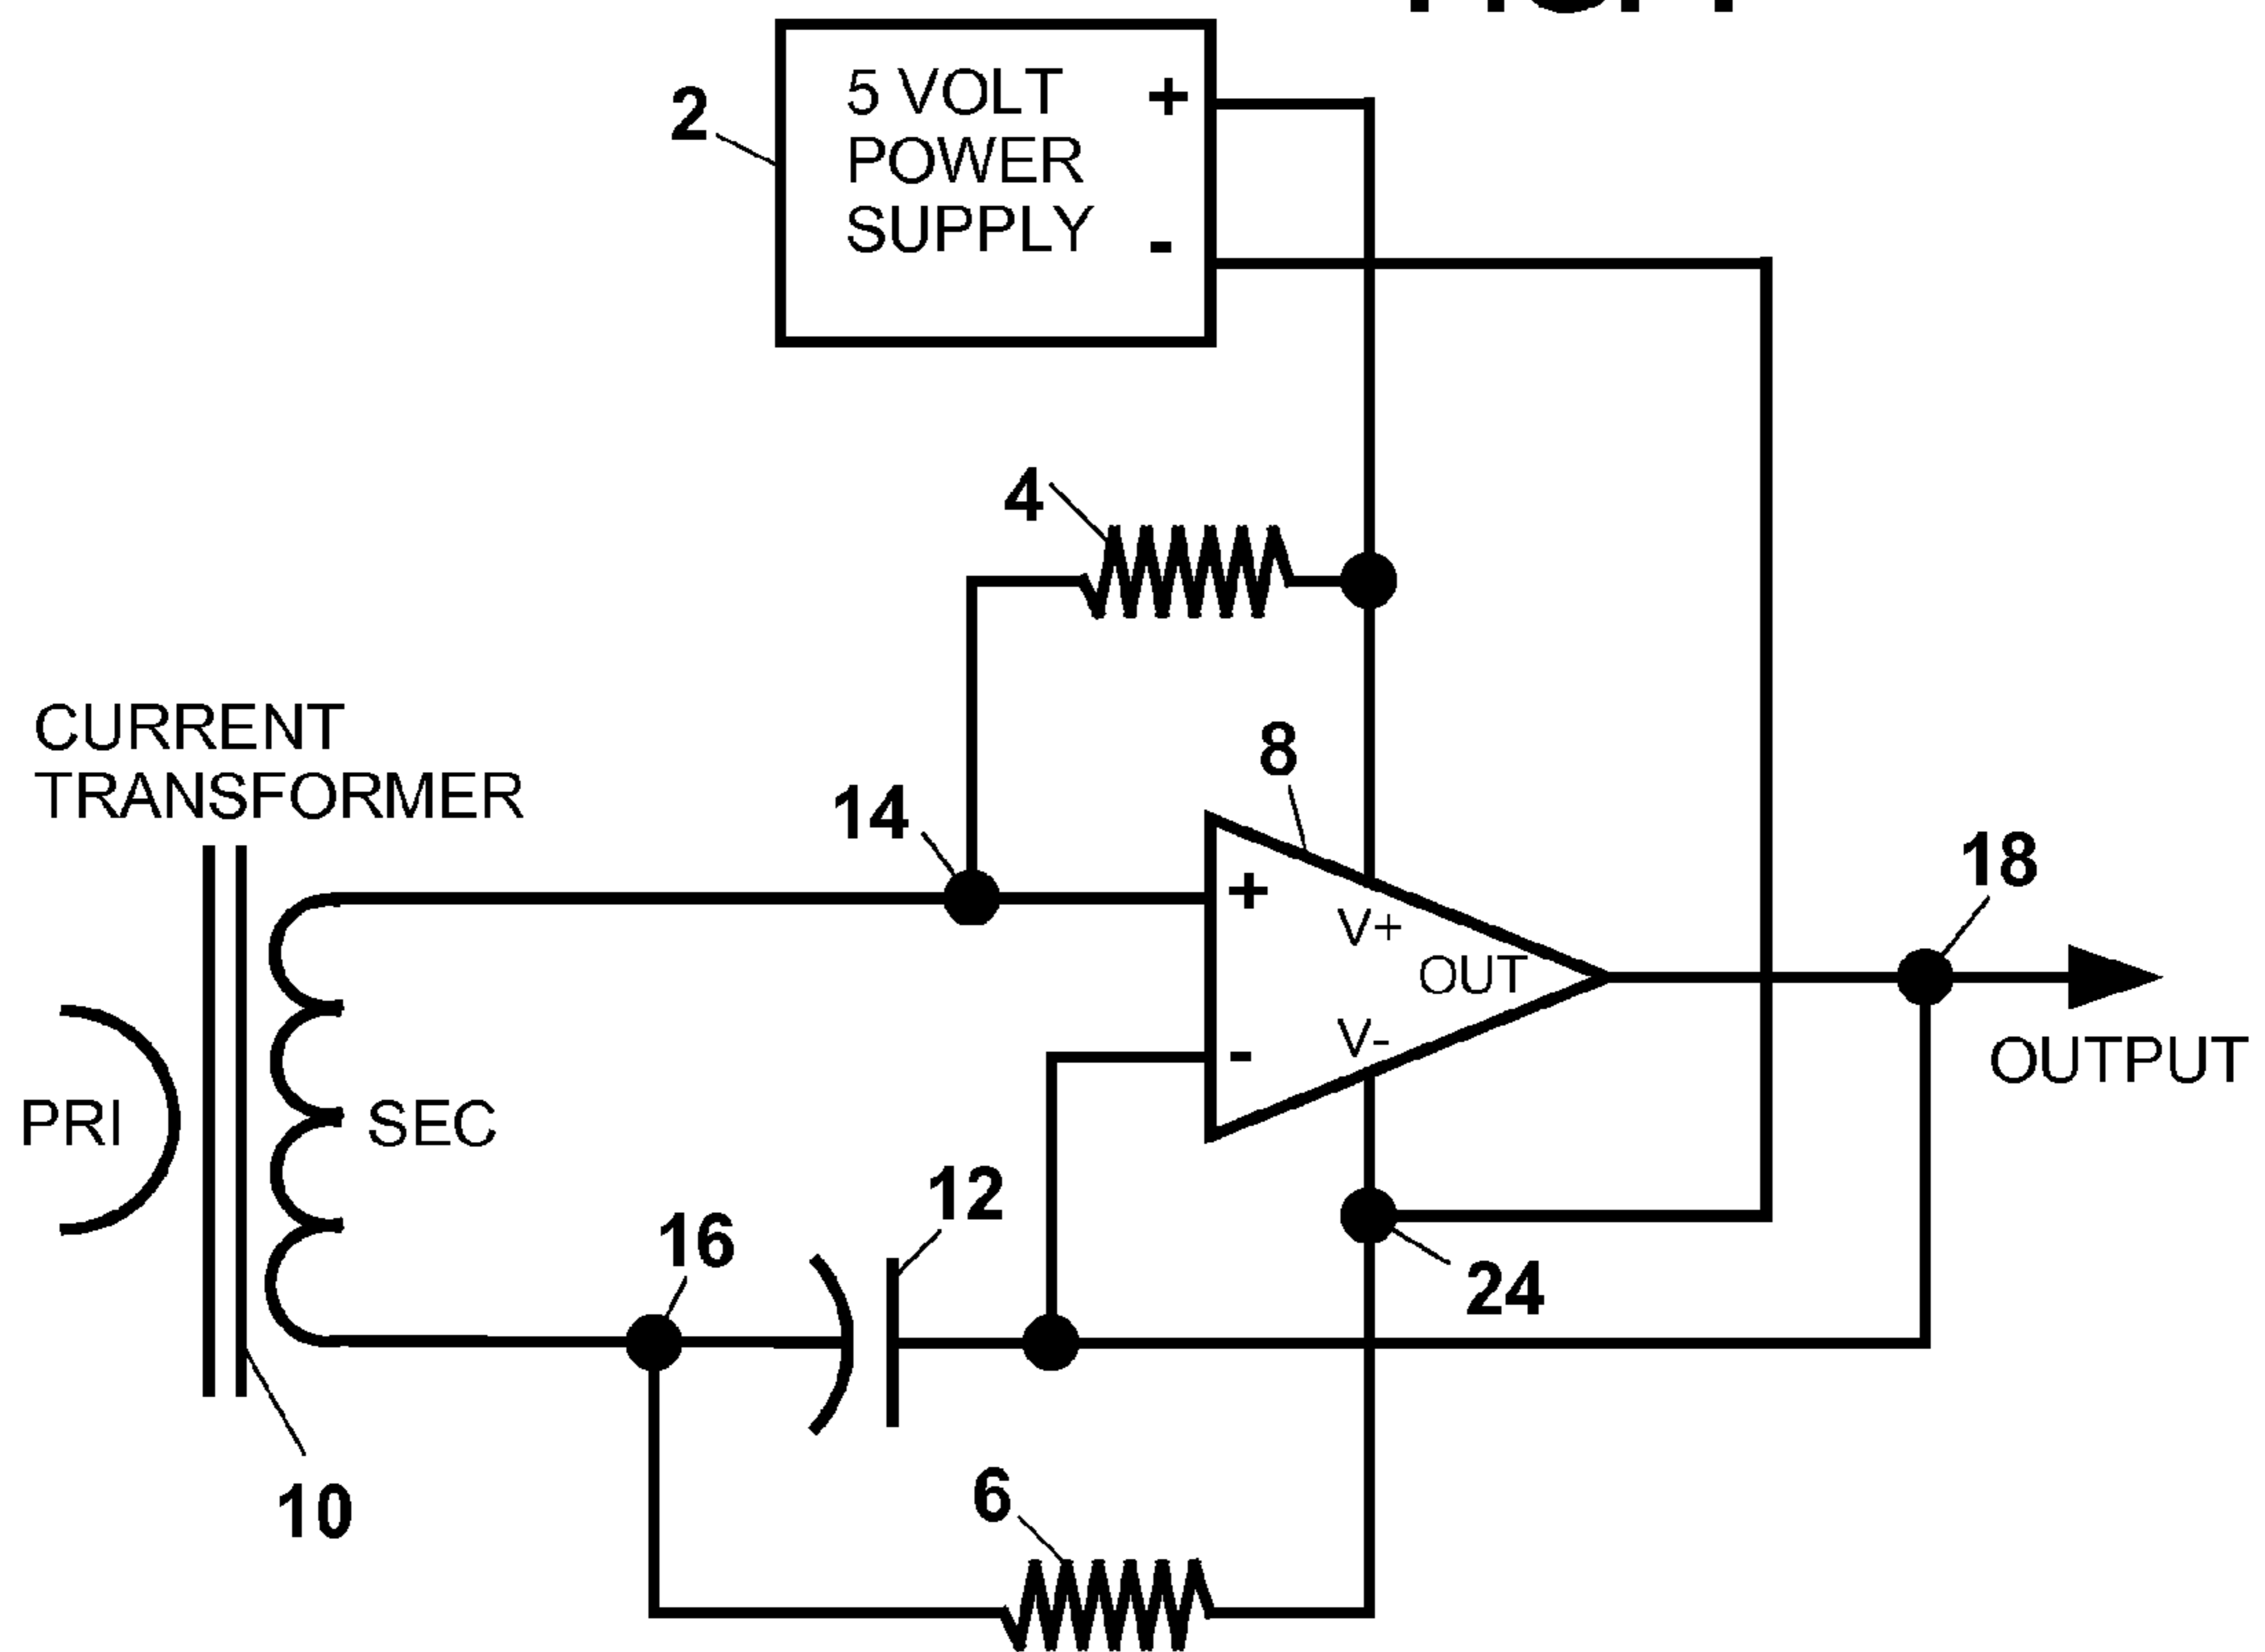 2
5 VOLT +
POWER
SUPPLY -
4
CURRENT
TRANSFORMER
8
14
18
+
V+
OUT
V-
-
OUTPUT
PRI
SEC
12
16
24
10
6